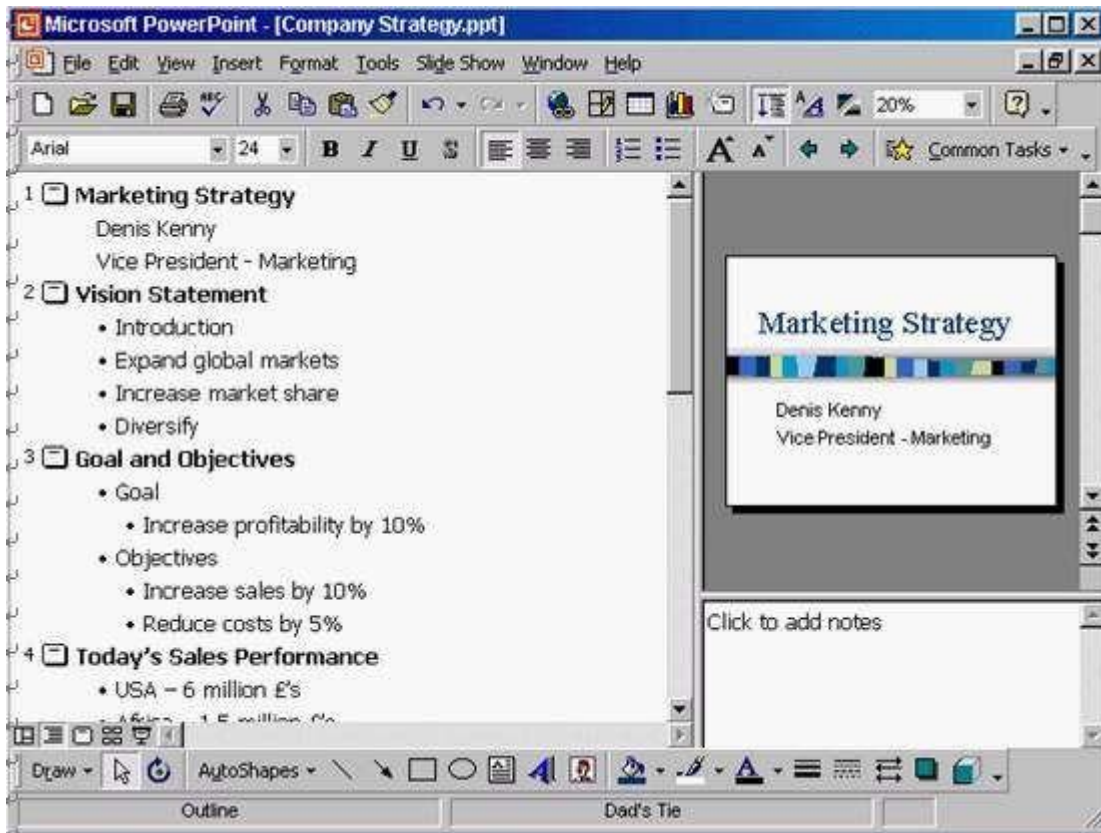 Microsoft PowerPoint - [Company Strategy.ppt]
File Edit View Insert Format Tools Slide Show Window Help
ABC A A 20% ?
Arial 24 B I U S A A Common Tasks
1 Marketing Strategy
Denis Kenny
Vice President - Marketing
2 Vision Statement
• Introduction
• Expand global markets
• Increase market share
• Diversify
3 Goal and Objectives
• Goal
• Increase profitability by 10%
• Objectives
• Increase sales by 10%
• Reduce costs by 5%
4 Today's Sales Performance
• USA – 6 million £'s
Marketing Strategy
Denis Kenny
Vice President - Marketing
Click to add notes
Draw AutoShapes A A
Outline Dad's Tie